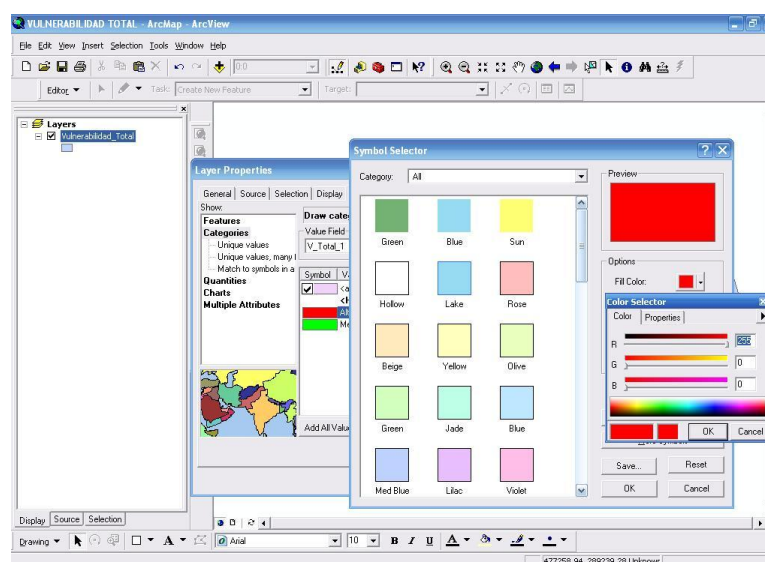 VULNERABILIDAD TOTAL - ArcMap - ArcView
File Edit View Insert Selection Tools Window Help
0:0
Editor Task: Create New Feature Target:
Layers
Vulnerabilidad_Total
Layer Properties
General Source Selection Display
Show:
Features
Categories
Unique values
Unique values, many
Match to symbols in a
Quantities
Charts
Multiple Attributes
Draw cate
Value Field
V_Total_1
Symbol
Add All Valu
Symbol Selector
Category: All
Green Blue Sun
Hollow Lake Rose
Beige Yellow Olive
Green Jade Blue
Med Blue Lilac Violet
Preview
Options
Fill Color:
Color Selector
Color Properties
R 255
G 0
B 0
OK Cancel
Save... Reset
OK Cancel
Display Source Selection
Drawing A Arial 10 B I U A